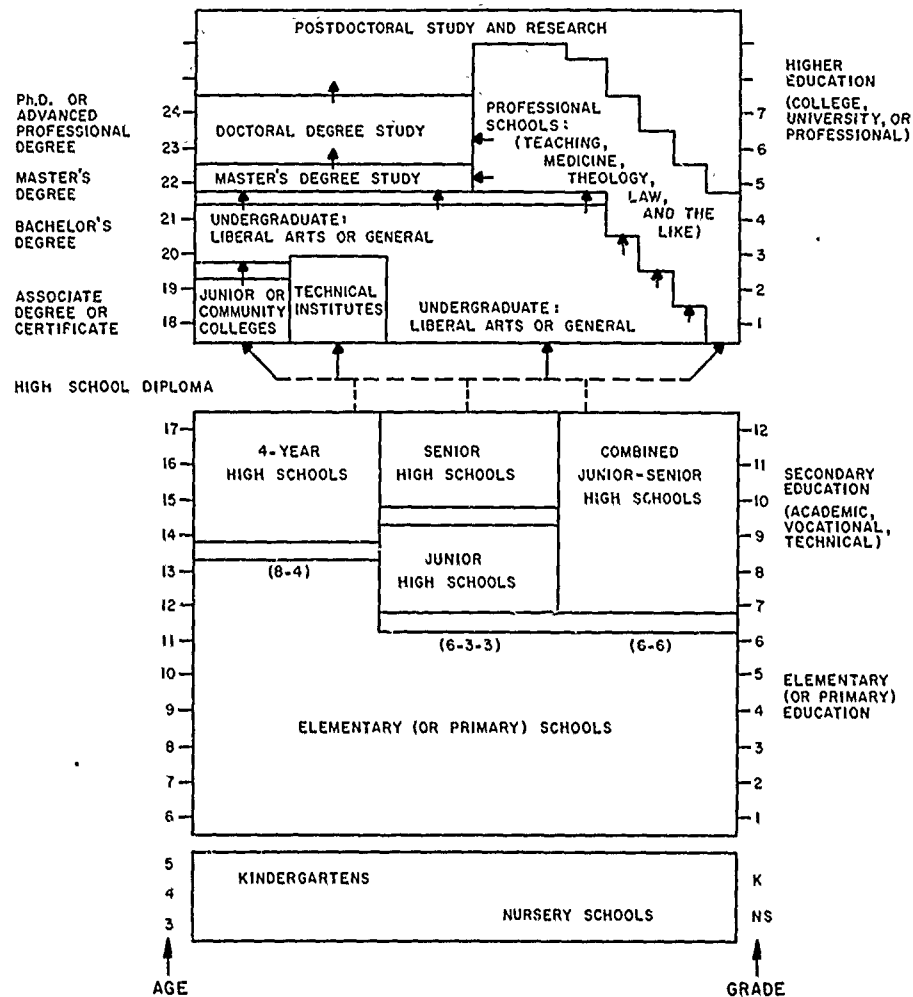 POSTDOCTORAL STUDY AND RESEARCH
HIGHER
EDUCATION
(COLLEGE,
UNIVERSITY, OR
PROFESSIONAL)
Ph.D. OR
ADVANCED
PROFESSIONAL
DEGREE
24
23
DOCTORAL DEGREE STUDY
PROFESSIONAL
SCHOOLS:
(TEACHING,
MEDICINE,
THEOLOGY,
LAW,
AND THE
LIKE)
7
6
MASTER'S
DEGREE
22
MASTER'S DEGREE STUDY
5
BACHELOR'S
DEGREE
21
20
UNDERGRADUATE:
LIBERAL ARTS OR GENERAL
4
3
ASSOCIATE
DEGREE OR
CERTIFICATE
19
18
JUNIOR OR
COMMUNITY
COLLEGES
TECHNICAL
INSTITUTES
UNDERGRADUATE:
LIBERAL ARTS OR GENERAL
2
1
HIGH SCHOOL DIPLOMA
17
16
15
14
13
12
11
10
9
8
7
6
4-YEAR
HIGH SCHOOLS
(8-4)
SENIOR
HIGH SCHOOLS
JUNIOR
HIGH SCHOOLS
(6-3-3)
COMBINED
JUNIOR-SENIOR
HIGH SCHOOLS
(6-6)
ELEMENTARY (OR PRIMARY) SCHOOLS
12
11
10
9
8
7
6
5
4
3
2
1
SECONDARY
EDUCATION
(ACADEMIC,
VOCATIONAL,
TECHNICAL)
ELEMENTARY
(OR PRIMARY)
EDUCATION
5
4
3
KINDERGARTENS
NURSERY SCHOOLS
K
NS
AGE
GRADE